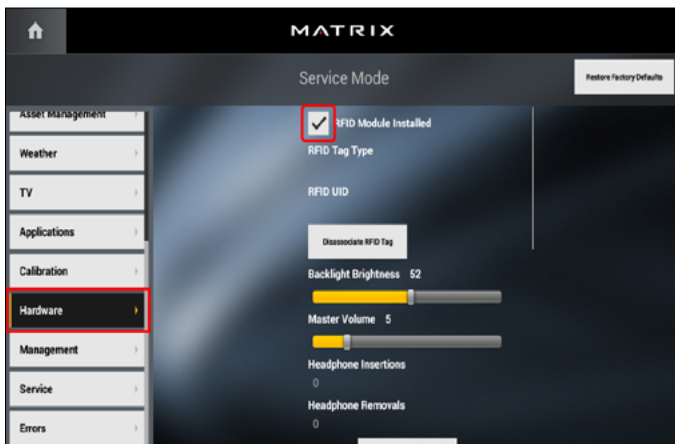 MATRIX
Service Mode
Restore Factory Defaults
Asset Management
Weather
TV
Applications
Calibration
Hardware
Management
Service
Errors
RFID Module Installed
RFID Tag Type
RFID UID
Disassociate RFID Tag
Backlight Brightness 52
Master Volume 5
Headphone Insertions
0
Headphone Removals
0